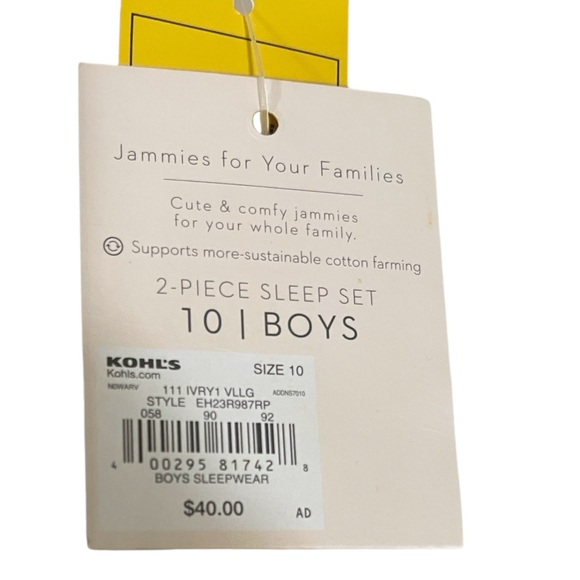 Jammies for Your Families
Cute & comfy jammies
for your whole family.
Supports more-sustainable cotton farming
2-PIECE SLEEP SET
10 | BOYS
KOHL'S
SIZE 10
Kohls.com
NDWARV 111 IVRY1 VLLG ADDNS7010
STYLE EH23R987RP
058 90 92
4 00295 81742 8
BOYS SLEEPWEAR
$40.00 AD